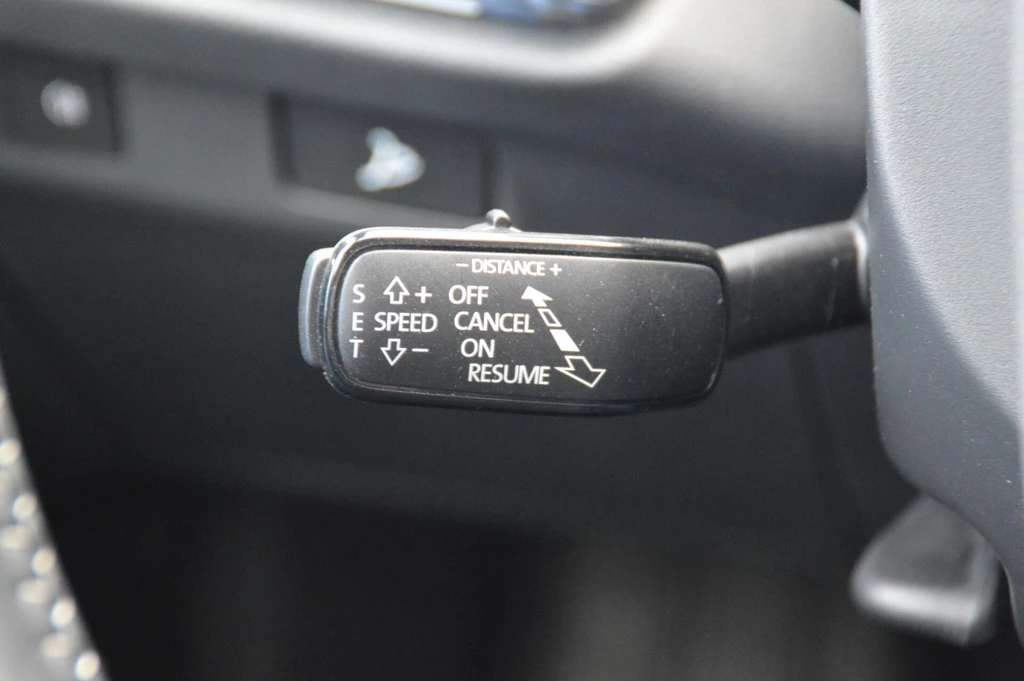 – DISTANCE +
S + OFF
E SPEED CANCEL
T – ON
RESUME